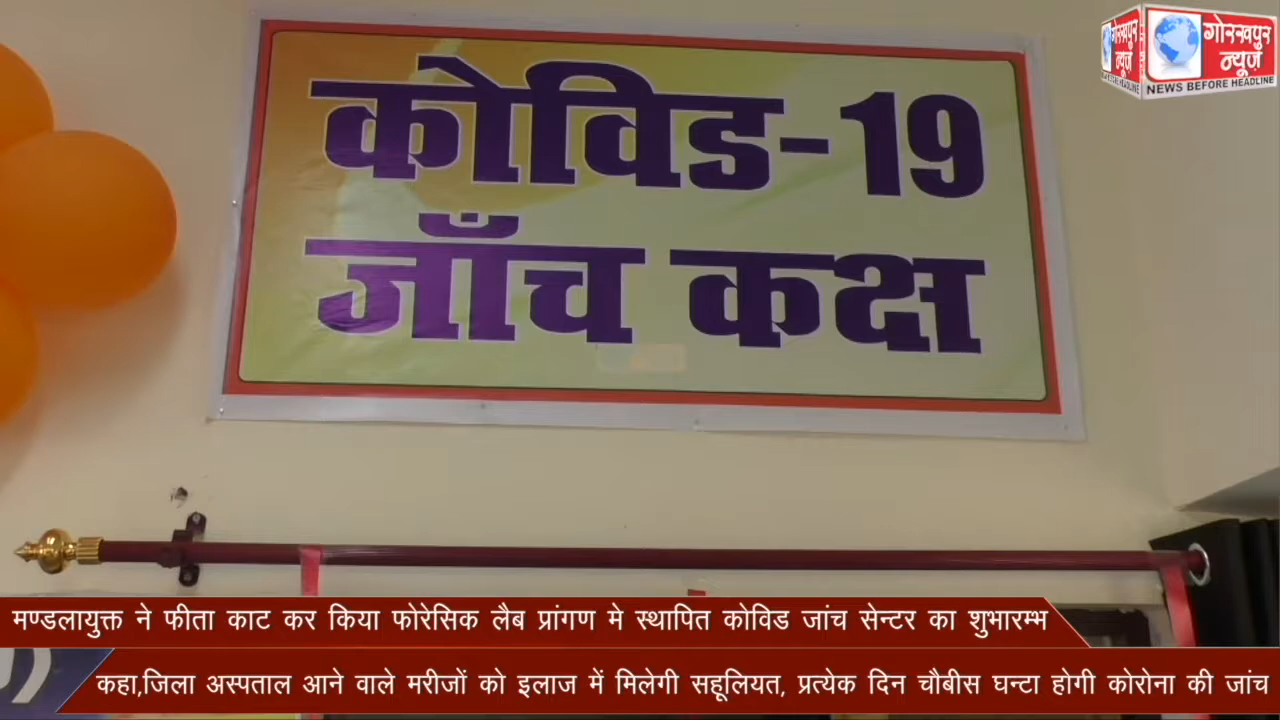 गोरखपुर
न्यूज़
गोरखपुर
न्यूज़
NEWS BEFORE HEADLINE
कोविड-19
जाँच कक्ष
मण्डलायुक्त ने फीता काट कर किया फोरेसिक लैब प्रांगण मे स्थापित कोविड जांच सेन्टर का शुभारम्भ
कहा,जिला अस्पताल आने वाले मरीजों को इलाज में मिलेगी सहूलियत, प्रत्येक दिन चौबीस घन्टा होगी कोरोना की जांच